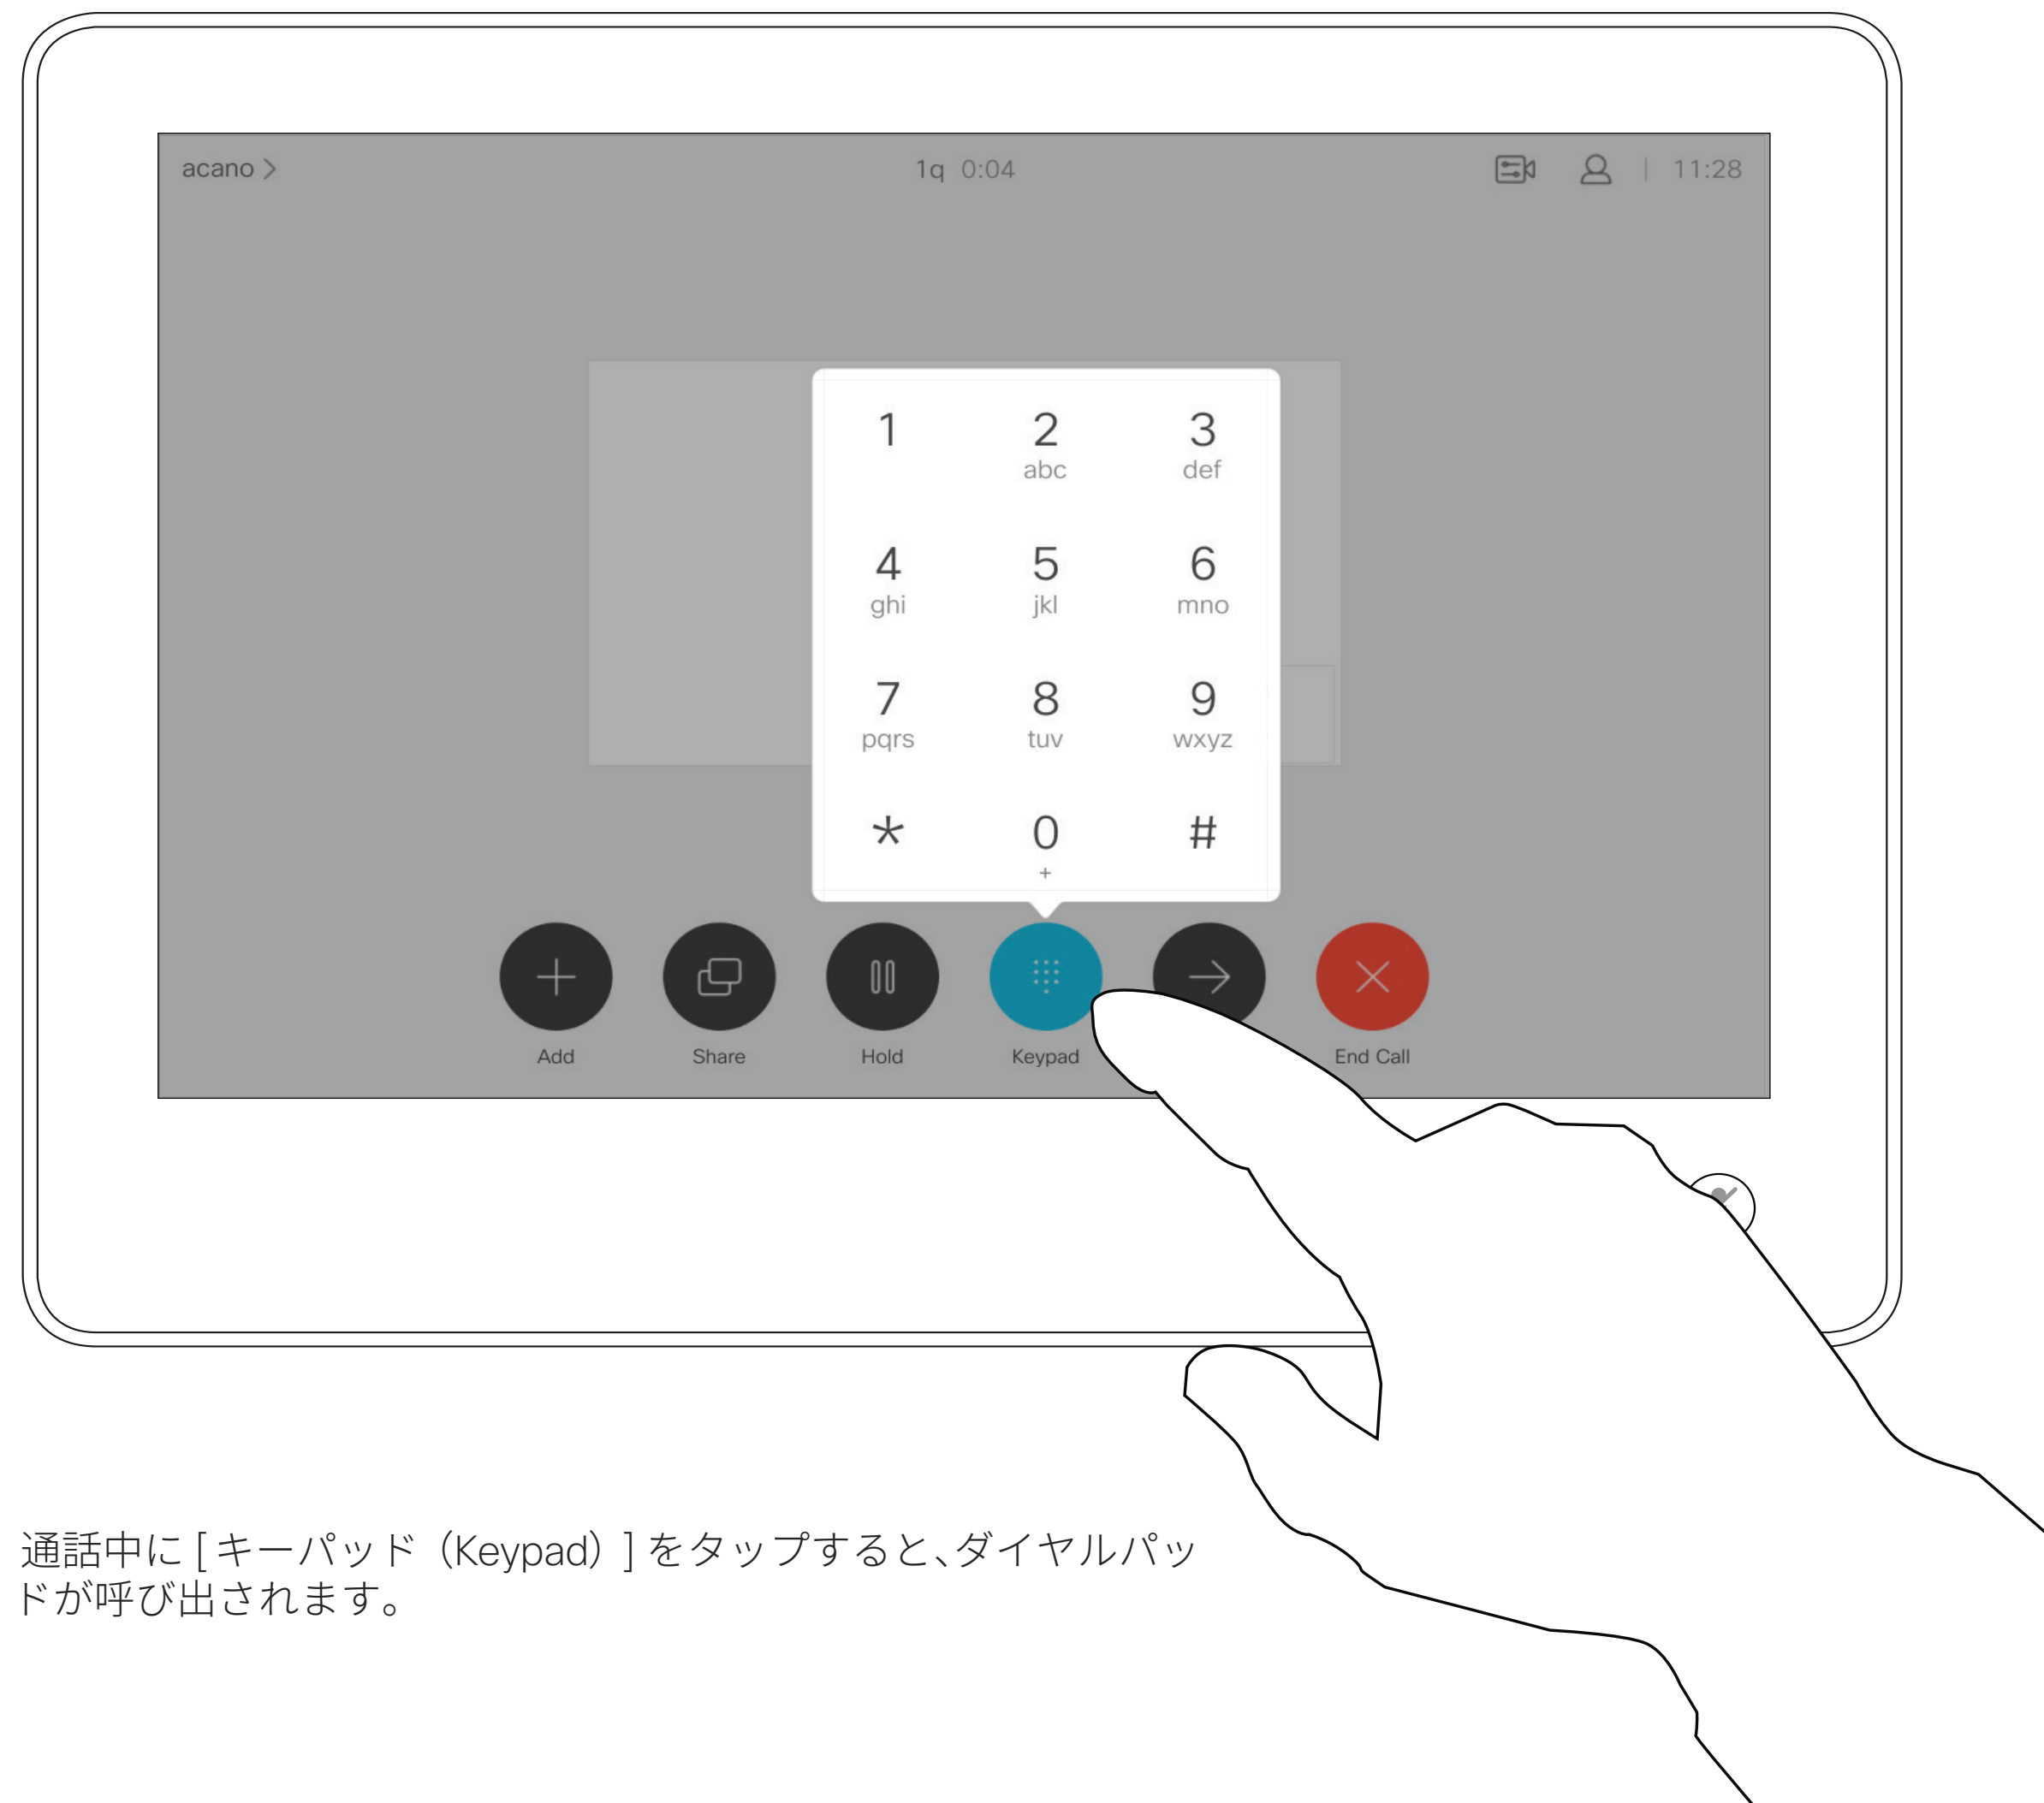 acano
1q 0:04
11:28
1 2 3
abc def
4 5 6
ghi jkl mno
7 8 9
pqrs tuv wxyz
* 0 #
+
Add Share Hold Keypad End Call
通話中に [ キーパッド（Keypad）] をタップすると、ダイヤルパッ
ドが呼び出されます。